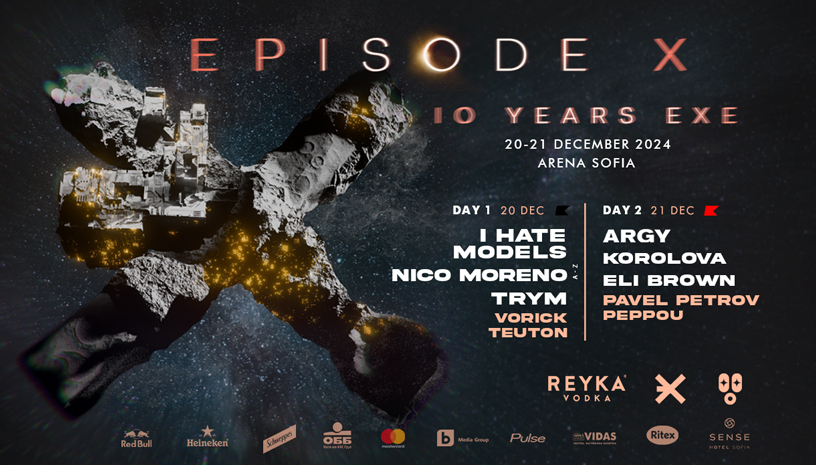 EPISODE X
10 YEARS EXE
20-21 DECEMBER 2024
ARENA SOFIA
DAY 1 20 DEC
I HATE
MODELS
NICO MORENO
TRYM
VORICK
TEUTON
A-Z
DAY 2 21 DEC
ARGY
KOROLOVA
ELI BROWN
PAVEL PETROV
PEPPOU
REYKA
VODKA
Red Bull
Heineken
Schweppes
ОББ
mastercard
b Media Group
Pulse
VIDAS
Ritex
SENSE
HOTEL SOFIA